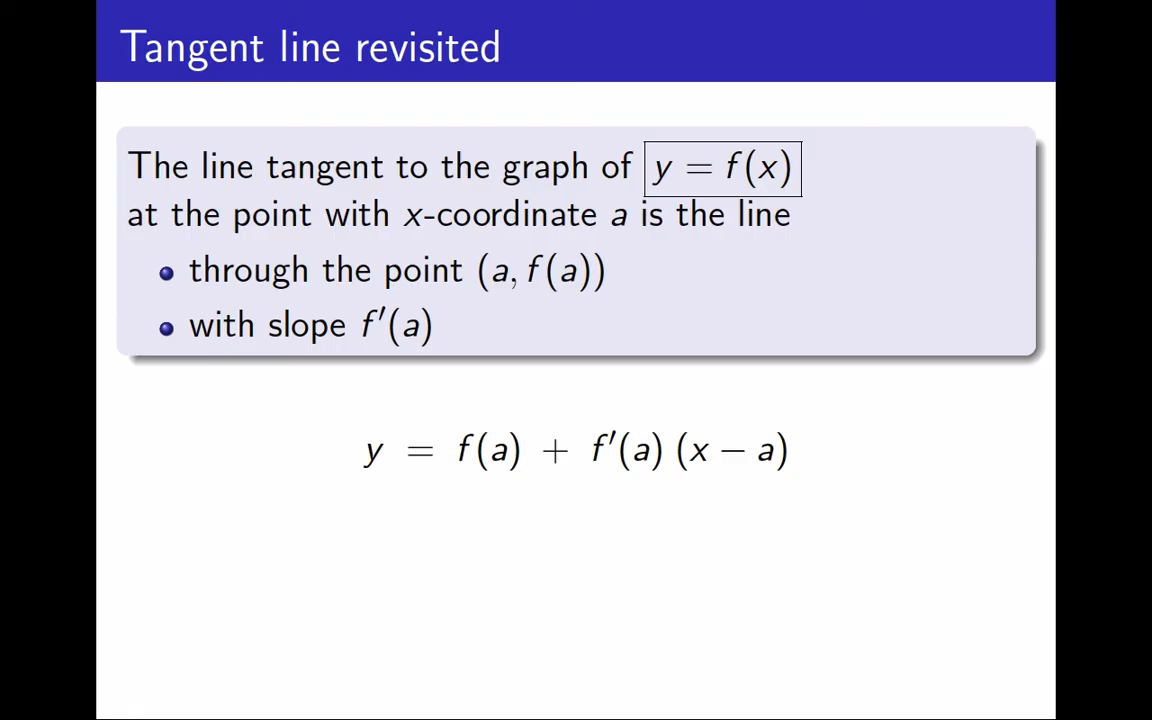 Tangent line revisited
The line tangent to the graph of y = f(x)
at the point with x-coordinate a is the line
through the point (a, f(a))
with slope f′(a)
y = f(a) + f′(a) (x − a)